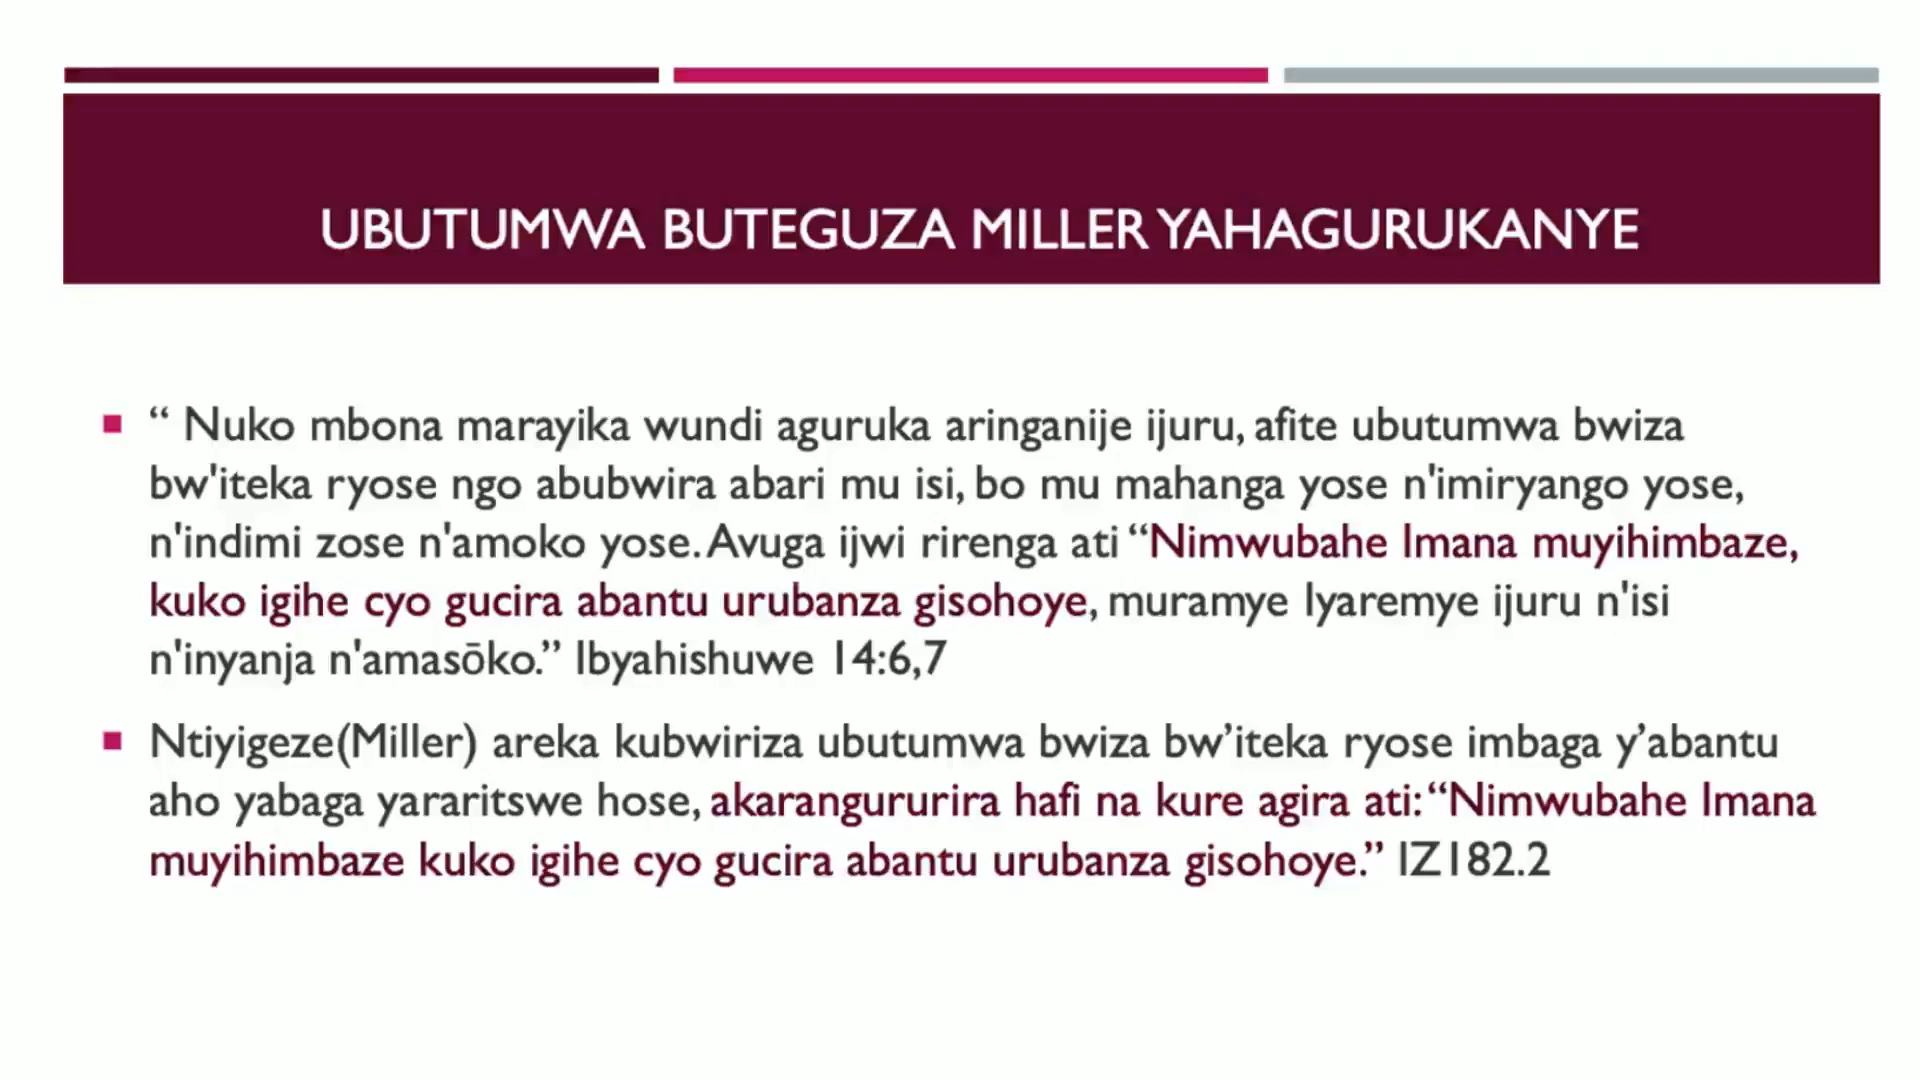 UBUTUMWA BUTEGUZA MILLER YAHAGURUKANYE
“ Nuko mbona marayika wundi aguruka aringanije ijuru, afite ubutumwa bwiza
bw'iteka ryose ngo abubwira abari mu isi, bo mu mahanga yose n'imiryango yose,
n'indimi zose n'amoko yose. Avuga ijwi rirenga ati “Nimwubahe Imana muyihimbaze,
kuko igihe cyo gucira abantu urubanza gisohoye, muramye Iyaremye ijuru n'isi
n'inyanja n'amasōko.” Ibyahishuwe 14:6,7
Ntiyigeze(Miller) areka kubwiriza ubutumwa bwiza bw’iteka ryose imbaga y’abantu
aho yabaga yararitswe hose, akarangururira hafi na kure agira ati: “Nimwubahe Imana
muyihimbaze kuko igihe cyo gucira abantu urubanza gisohoye.” IZ182.2